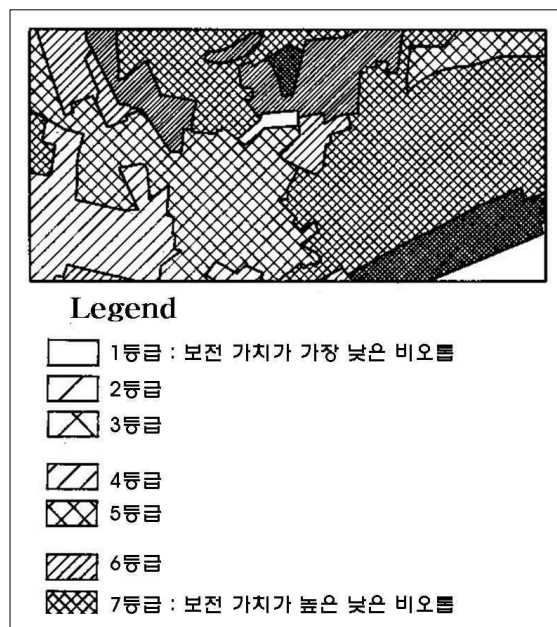 Legend
1등급 : 보전 가치가 가장 낮은 비오톱
2등급
3등급
4등급
5등급
6등급
7등급 : 보전 가치가 높은 낮은 비오톱